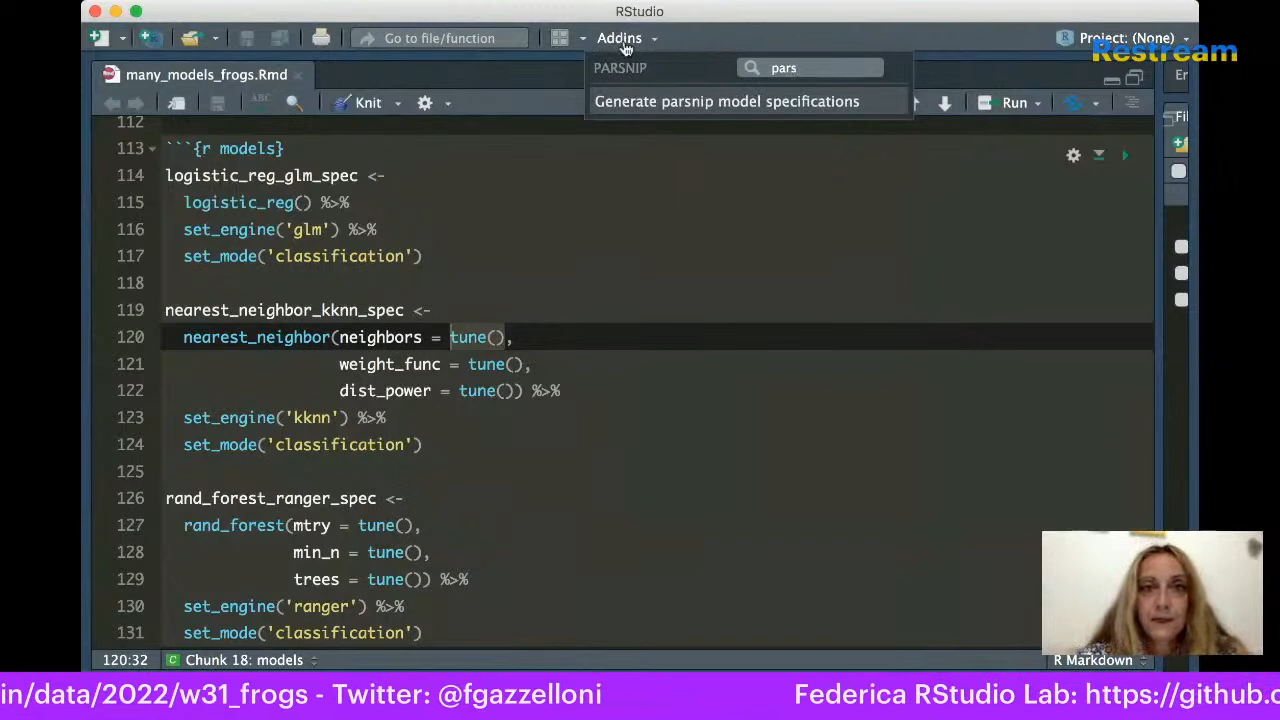 RStudio
Go to file/function
Addins
Project: (None)
Restream
many_models_frogs.Rmd
PARSNIP
pars
En
ABC
Knit
Generate parsnip model specifications
Run
Fil
112
113 ```{r models}
114 logistic_reg_glm_spec <-
115 logistic_reg() %>%
116 set_engine('glm') %>%
117 set_mode('classification')
118
119 nearest_neighbor_kknn_spec <-
120 nearest_neighbor(neighbors = tune(),
121 weight_func = tune(),
122 dist_power = tune()) %>%
123 set_engine('kknn') %>%
124 set_mode('classification')
125
126 rand_forest_ranger_spec <-
127 rand_forest(mtry = tune(),
128 min_n = tune(),
129 trees = tune()) %>%
130 set_engine('ranger') %>%
131 set_mode('classification')
120:32 Chunk 18: models R Markdown
in/data/2022/w31_frogs - Twitter: @fgazzelloni Federica RStudio Lab: https://github.c